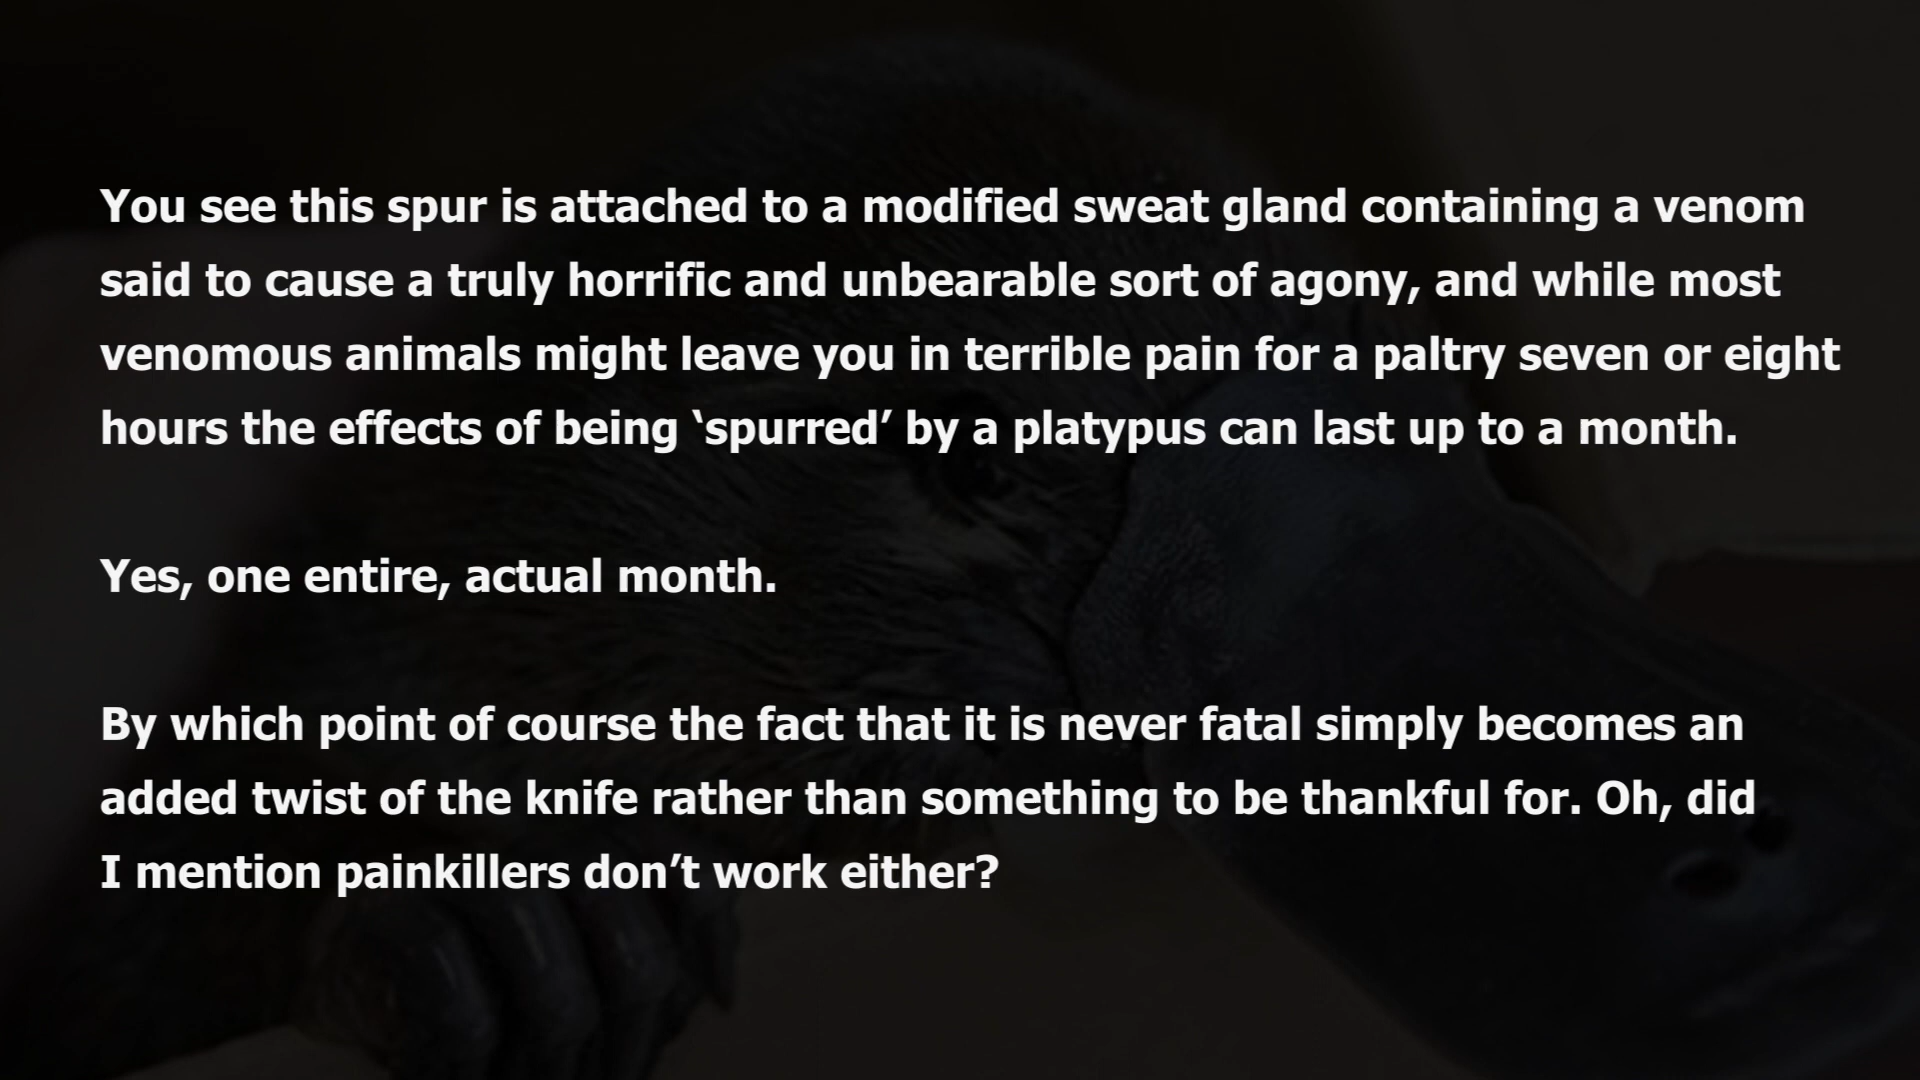 You see this spur is attached to a modified sweat gland containing a venom
said to cause a truly horrific and unbearable sort of agony, and while most
venomous animals might leave you in terrible pain for a paltry seven or eight
hours the effects of being ‘spurred’ by a platypus can last up to a month.
Yes, one entire, actual month.
By which point of course the fact that it is never fatal simply becomes an
added twist of the knife rather than something to be thankful for. Oh, did
I mention painkillers don’t work either?